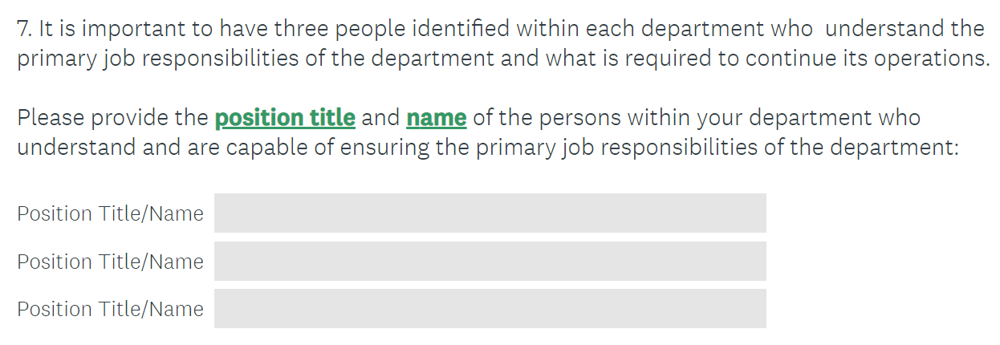 7. It is important to have three people identified within each department who  understand the
primary job responsibilities of the department and what is required to continue its operations.
Please provide the position title and name of the persons within your department who
understand and are capable of ensuring the primary job responsibilities of the department:
Position Title/Name
Position Title/Name
Position Title/Name